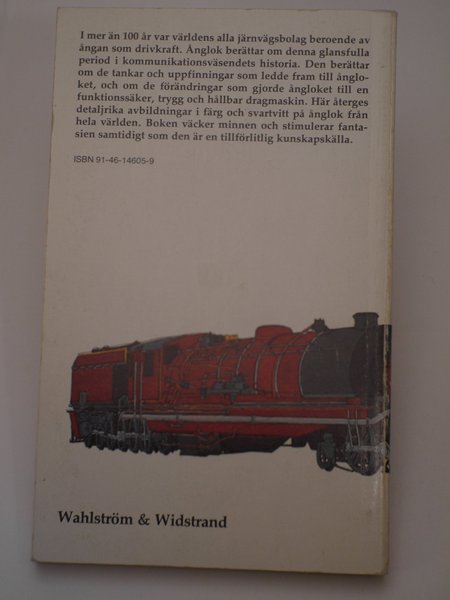 I mer än 100 år var världens alla järnvägsbolag beroende av
ångan som drivkraft. Ånglok berättar om denna glansfulla
period i kommunikationsväsendets historia. Den berättar
om de tankar och uppfinningar som ledde fram till ånglo-
ket, och om de förändringar som gjorde ångloket till en
funktionssäker, trygg och hållbar dragmaskin. Här återges
detaljrika avbildningar i färg och svartvitt på ånglok från
hela världen. Boken väcker minnen och stimulerar fanta-
sien samtidigt som den är en tillförlitlig kunskapskälla.
ISBN 91-46-14605-9
Wahlström & Widstrand